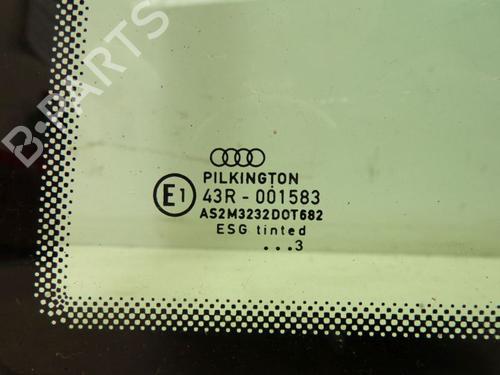 B-PARTS
PILKINGTON
E1 43R - 001583
AS2M3232DOT682
ESG tinted
...3